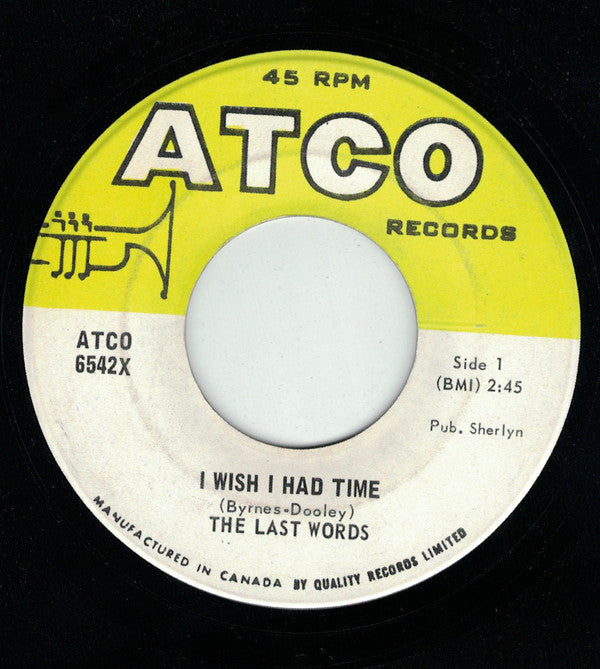 45 RPM
ATCO
RECORDS
ATCO
6542X
Side 1
(BMI) 2:45
Pub. Sherlyn
I WISH I HAD TIME
(Byrnes-Dooley)
THE LAST WORDS
MANUFACTURED IN CANADA BY QUALITY RECORDS LIMITED